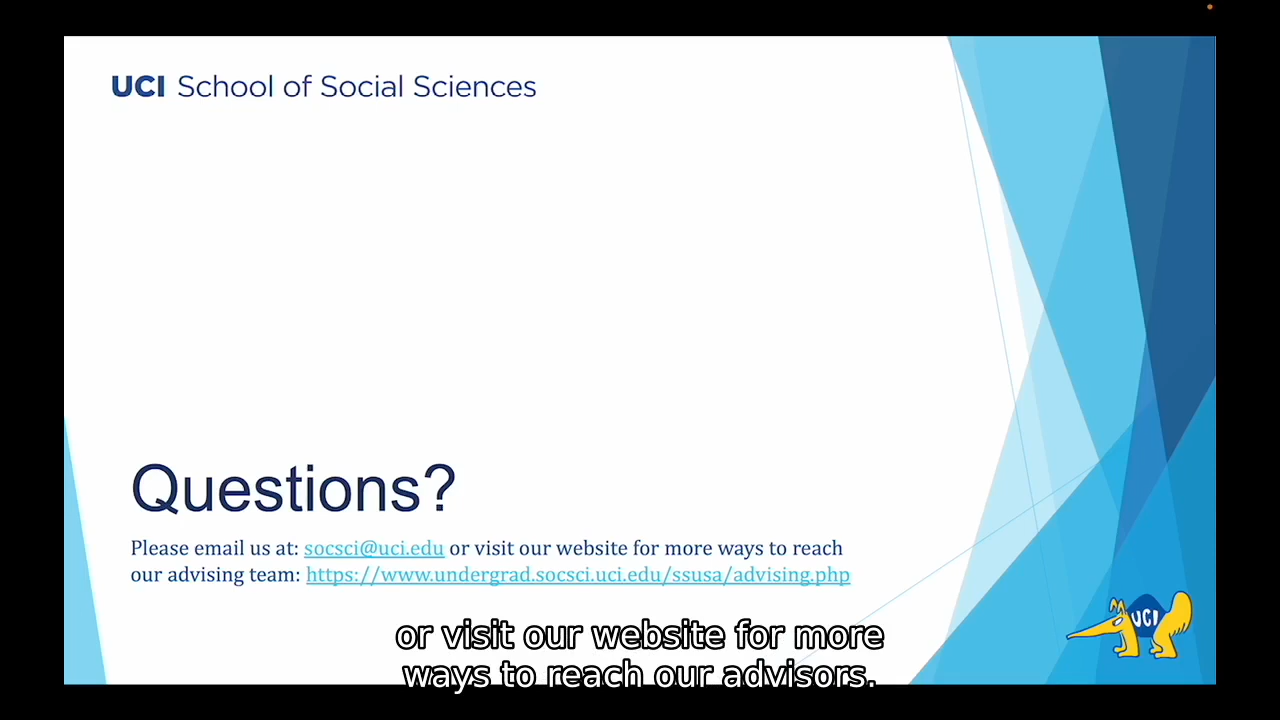 UCI School of Social Sciences
Questions?
Please email us at: socsci@uci.edu or visit our website for more ways to reach
our advising team: https://www.undergrad.socsci.uci.edu/ssusa/advising.php
UCI
or visit our website for more
ways to reach our advisors.